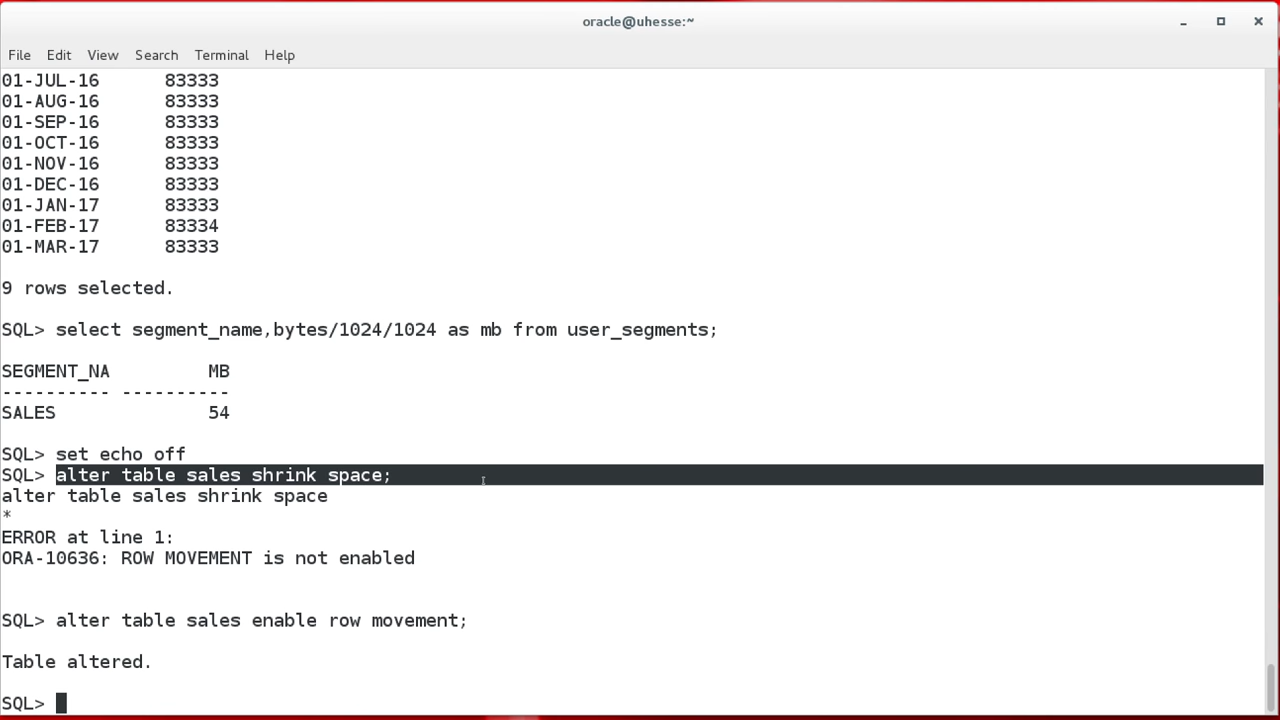 oracle@uhesse:~
File Edit View Search Terminal Help
01-JUL-16      83333
01-AUG-16      83333
01-SEP-16      83333
01-OCT-16      83333
01-NOV-16      83333
01-DEC-16      83333
01-JAN-17      83333
01-FEB-17      83334
01-MAR-17      83333
9 rows selected.
SQL> select segment_name,bytes/1024/1024 as mb from user_segments;
SEGMENT_NA         MB
---------- ----------
SALES              54
SQL> set echo off
SQL> alter table sales shrink space;
alter table sales shrink space
*
ERROR at line 1:
ORA-10636: ROW MOVEMENT is not enabled
SQL> alter table sales enable row movement;
Table altered.
SQL>